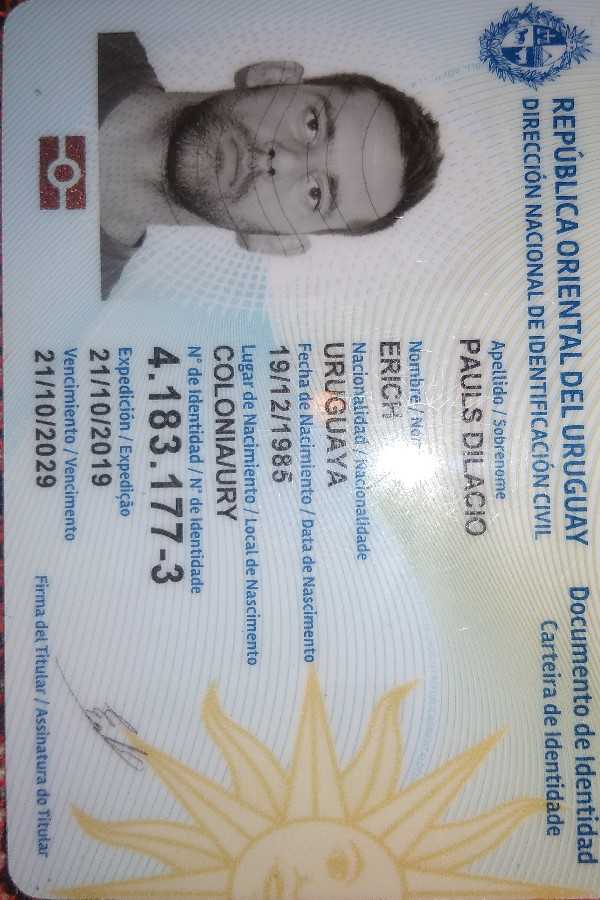 REPÚBLICA ORIENTAL DEL URUGUAY
DIRECCIÓN NACIONAL DE IDENTIFICACIÓN CIVIL
Documento de Identidad
Carteira de Identidade
Apellido / Sobrenome
PAULS DILACIO
Nombre /
ERICH
Nacionalidad / Nacionalidade
URUGUAYA
Fecha de Nacimiento / Data de Nascimento
19/12/1985
Lugar de Nacimiento / Local de Nascimento
COLONIA/URY
N° de Identidad / N° de Identidade
4.183.177-3
Expedición / Expedição
21/10/2019
Vencimiento / Vencimento
21/10/2029
Firma del Titular / Assinatura do Titular